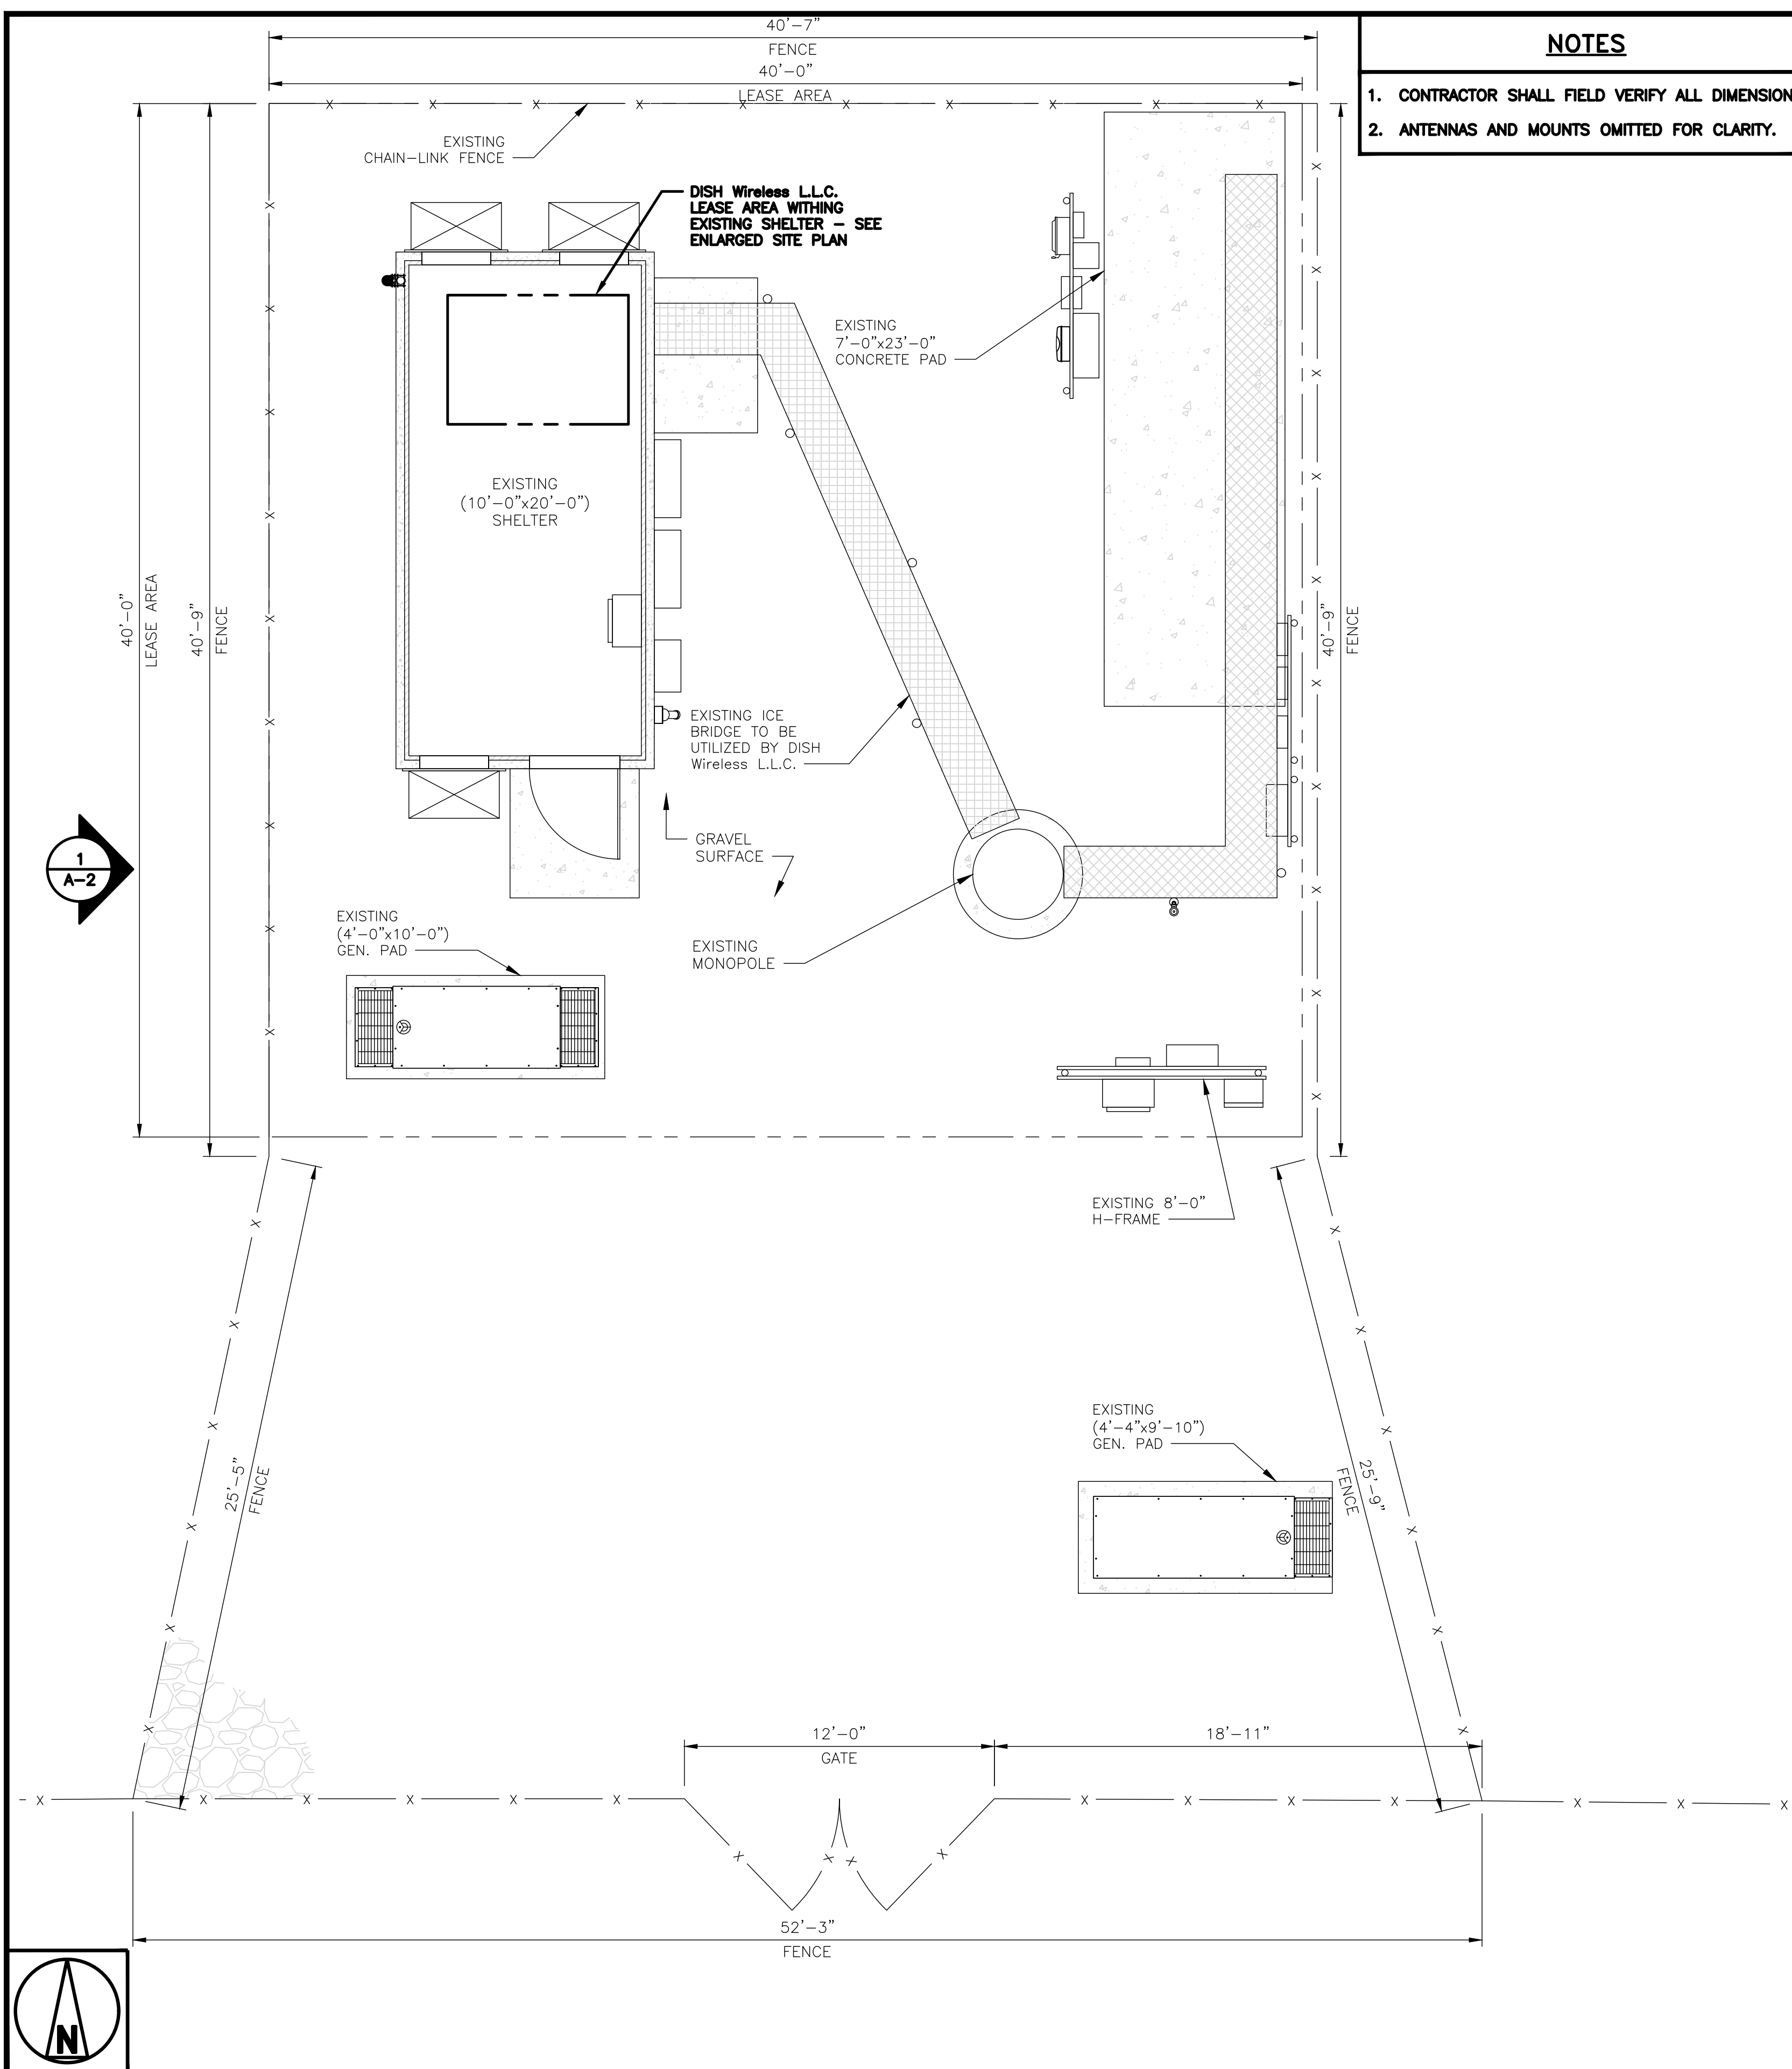 40'-7"
FENCE
40'-0"
LEASE AREA
NOTES
1. CONTRACTOR SHALL FIELD VERIFY ALL DIMENSION
2. ANTENNAS AND MOUNTS OMITTED FOR CLARITY.
EXISTING
CHAIN-LINK FENCE
DISH Wireless L.L.C.
LEASE AREA WITHING
EXISTING SHELTER - SEE
ENLARGED SITE PLAN
EXISTING
7'-0"x23'-0"
CONCRETE PAD
EXISTING
(10'-0"x20'-0")
SHELTER
40'-0"
LEASE AREA
40'-9"
FENCE
40'-9"
FENCE
EXISTING ICE
BRIDGE TO BE
UTILIZED BY DISH
Wireless L.L.C.
GRAVEL
SURFACE
1
A-2
EXISTING
(4'-0"x10'-0")
GEN. PAD
EXISTING
MONOPOLE
EXISTING 8'-0"
H-FRAME
EXISTING
(4'-4"x9'-10")
GEN. PAD
25'-5"
FENCE
25'-9"
FENCE
12'-0"
GATE
18'-11"
52'-3"
FENCE
N